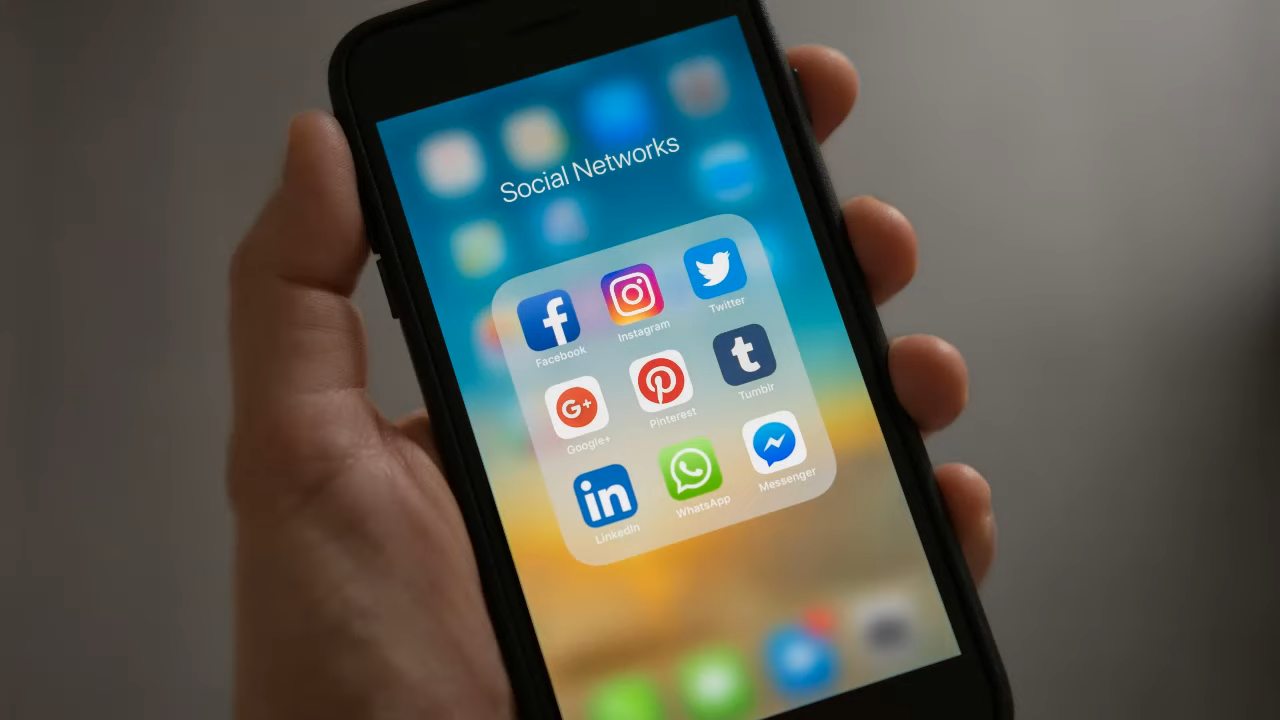 Social Networks
Facebook
Instagram
Twitter
Google+
Pinterest
Tumblr
LinkedIn
WhatsApp
Messenger